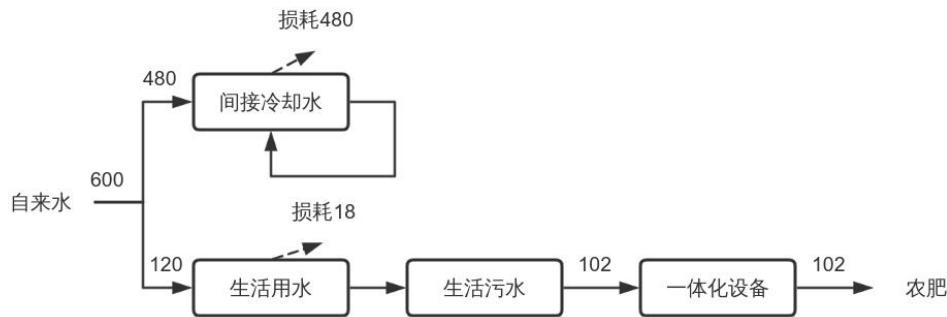 损耗480
480
间接冷却水
600
自来水
损耗18
120
生活用水
生活污水
102
一体化设备
102
农肥